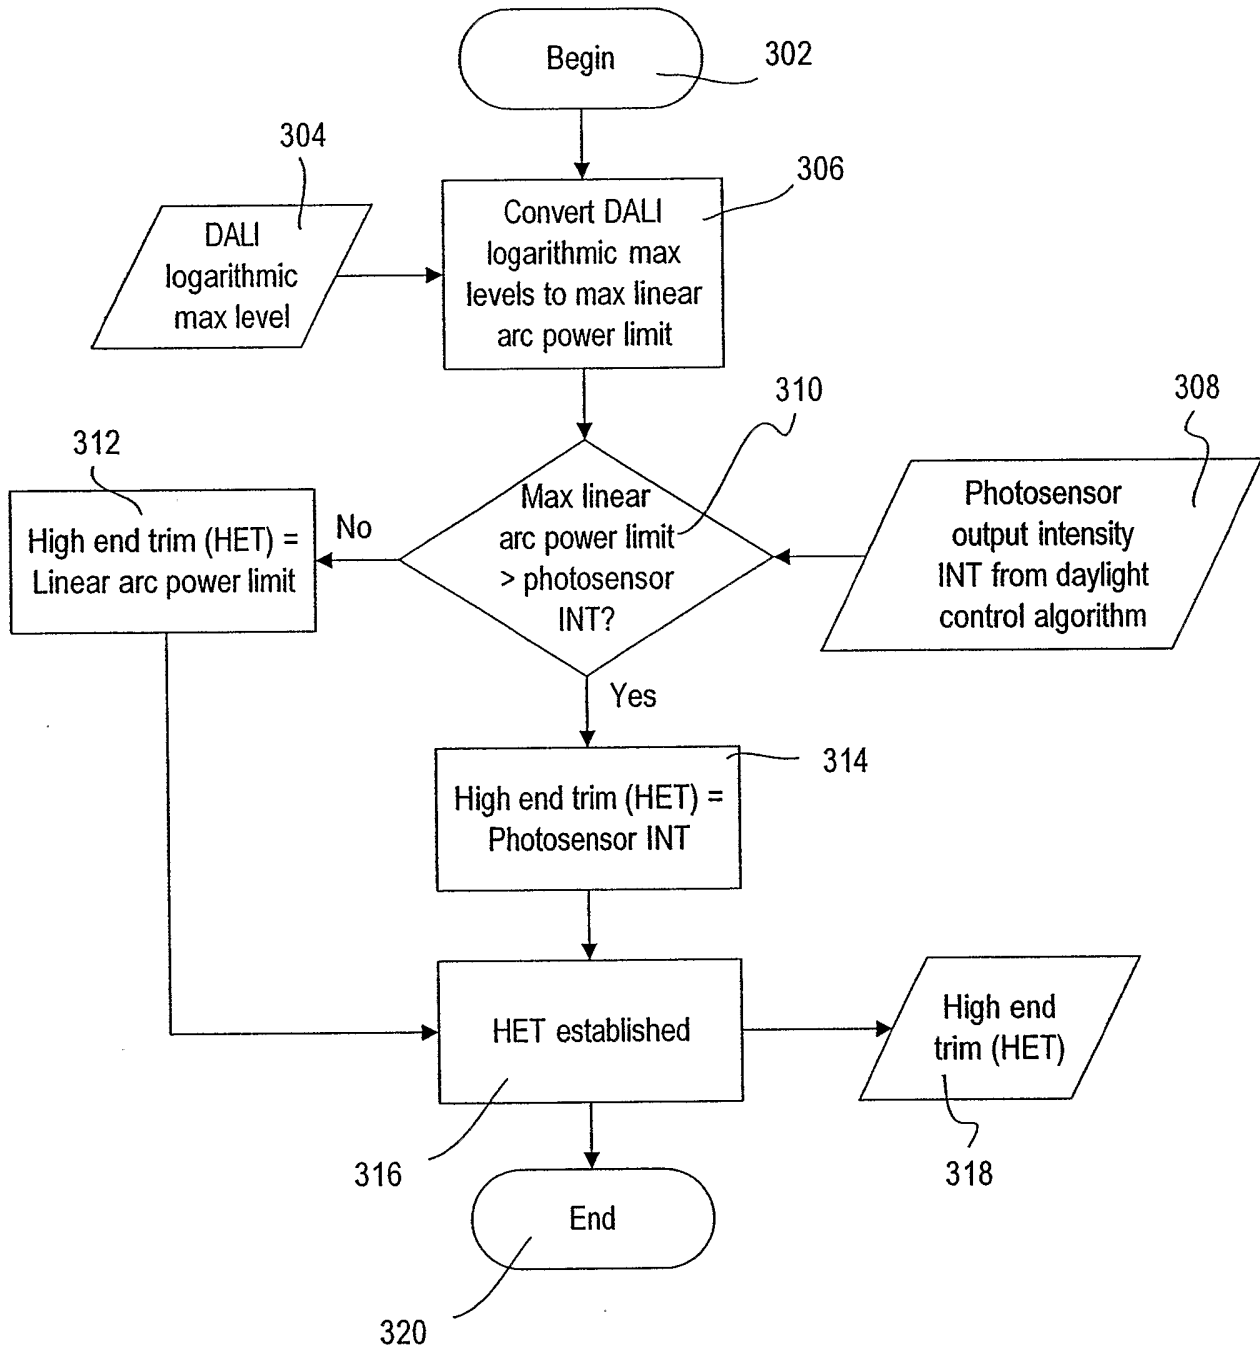 Begin
302
304
306
DALI
logarithmic
max level
Convert DALI
logarithmic max
levels to max linear
arc power limit
310
308
312
High end trim (HET) =
Linear arc power limit
No
Max linear
arc power limit
> photosensor
INT?
Photosensor
output intensity
INT from daylight
control algorithm
Yes
314
High end trim (HET) =
Photosensor INT
HET established
High end
trim (HET)
316
318
End
320